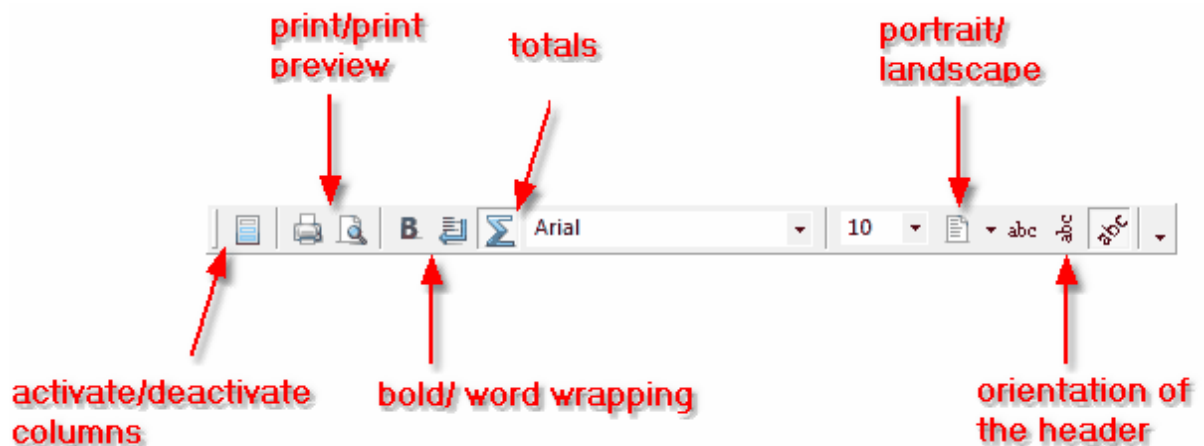 print/print
preview
totals
portrait/
landscape
B Arial 10 abc abc abc
activate/deactivate
columns
bold/ word wrapping
orientation of
the header